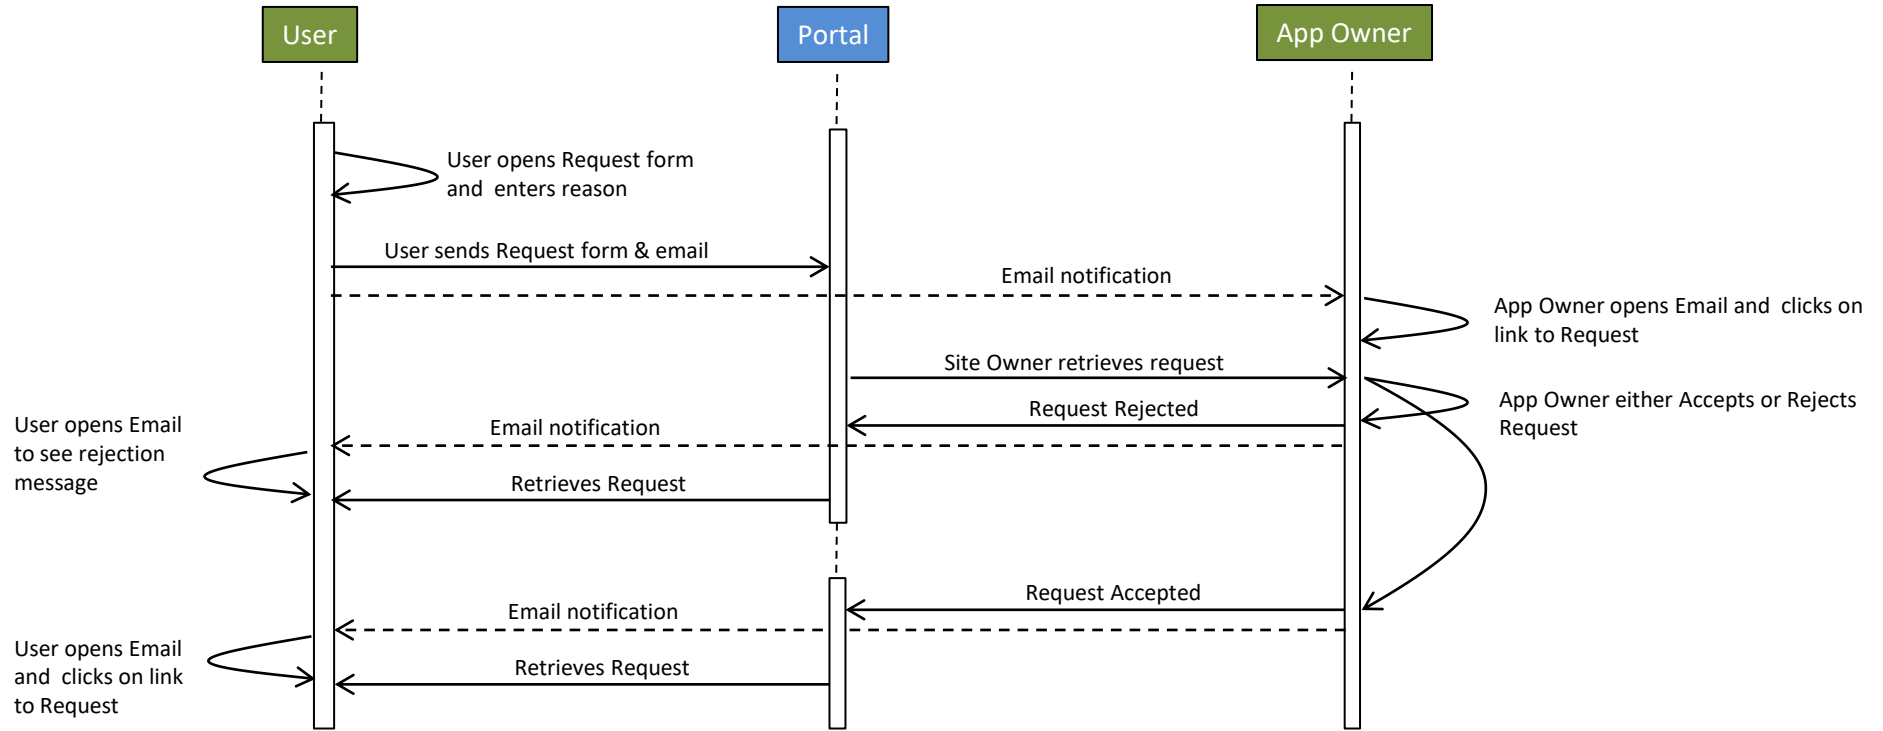 User
Portal
App Owner
User opens Request form
and  enters reason
User sends Request form & email
Email notification
App Owner opens Email and  clicks on
link to Request
Site Owner retrieves request
App Owner either Accepts or Rejects
Request
Request Rejected
Email notification
User opens Email
to see rejection
message
Retrieves Request
Request Accepted
Email notification
User opens Email
and  clicks on link
to Request
Retrieves Request